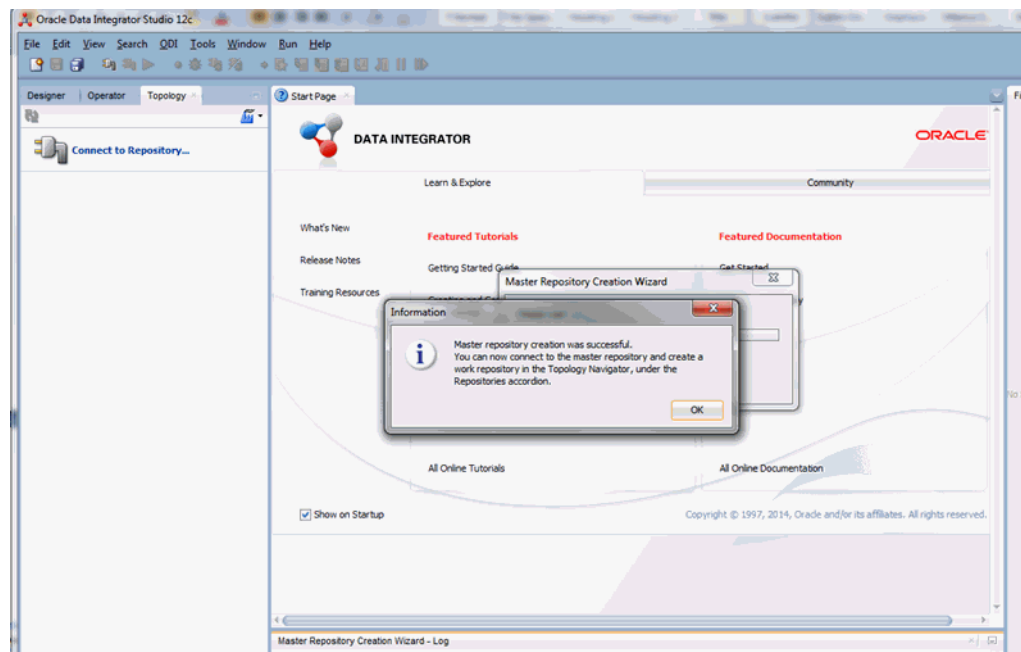 Oracle Data Integrator Studio 12c
File Edit View Search ODI Tools Window Run Help
Designer Operator Topology
Start Page
Connect to Repository...
DATA INTEGRATOR
ORACLE
Learn & Explore
Community
What's New
Featured Tutorials
Featured Documentation
Release Notes
Getting Started Guide
Get Started
Training Resources
Master Repository Creation Wizard
Information
Master repository creation was successful.
You can now connect to the master repository and create a
work repository in the Topology Navigator, under the
Repositories accordion.
OK
No
All Online Tutorials
All Online Documentation
Show on Startup
Copyright © 1997, 2014, Oracle and/or its affiliates. All rights reserved.
Master Repository Creation Wizard - Log